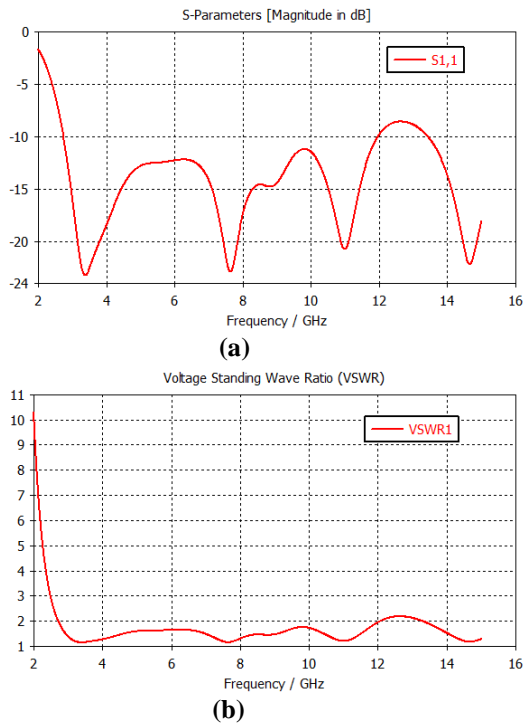 S-Parameters [Magnitude in dB]
0
-5
-10
-15
-20
-24
S1,1
2 4 6 8 10 12 14 16
Frequency / GHz
(a)
Voltage Standing Wave Ratio (VSWR)
11
10
9
8
7
6
5
4
3
2
1
VSWR1
2 4 6 8 10 12 14 16
Frequency / GHz
(b)